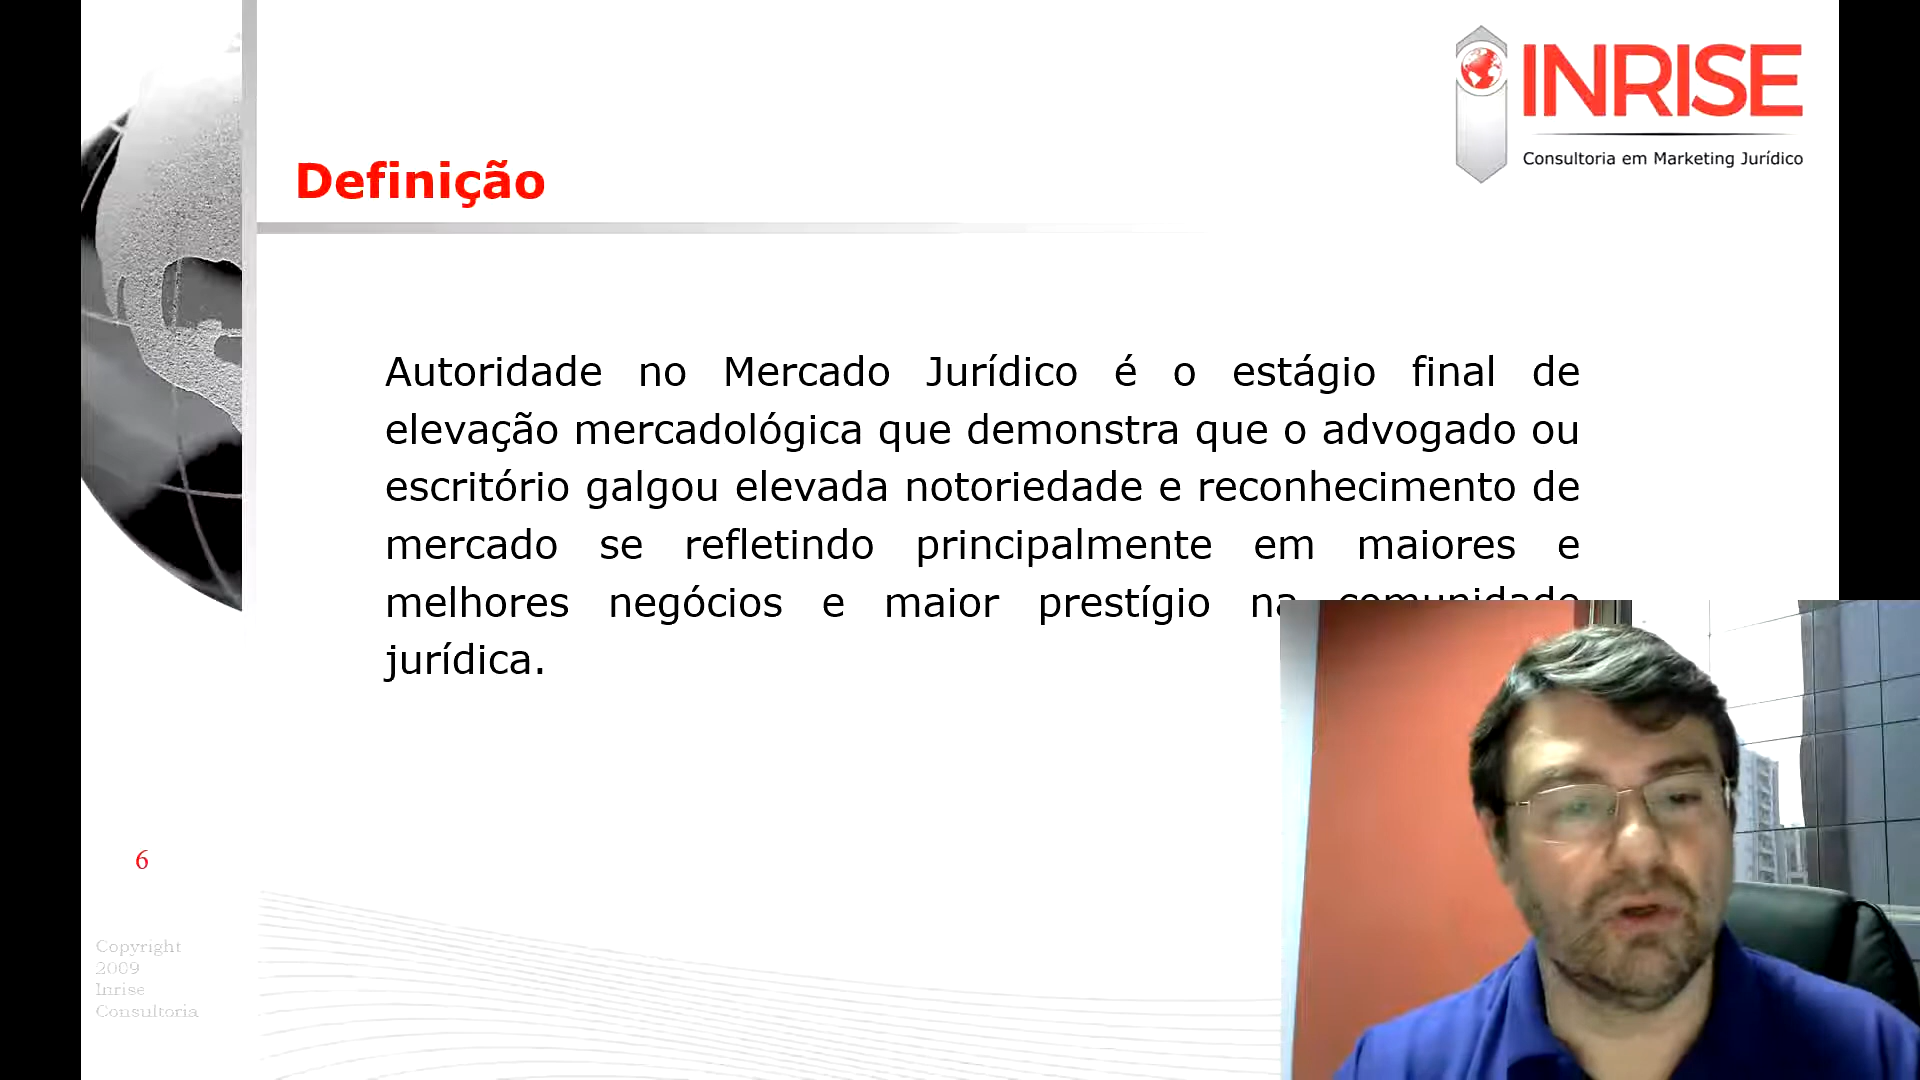 INRISE
Consultoria em Marketing Jurídico
Definição
Autoridade no Mercado Jurídico é o estágio final de
elevação mercadológica que demonstra que o advogado ou
escritório galgou elevada notoriedade e reconhecimento de
mercado se refletindo principalmente em maiores e
melhores negócios e maior prestígio na comunidade
jurídica.
6
Copyright
2009
Inrise
Consultoria